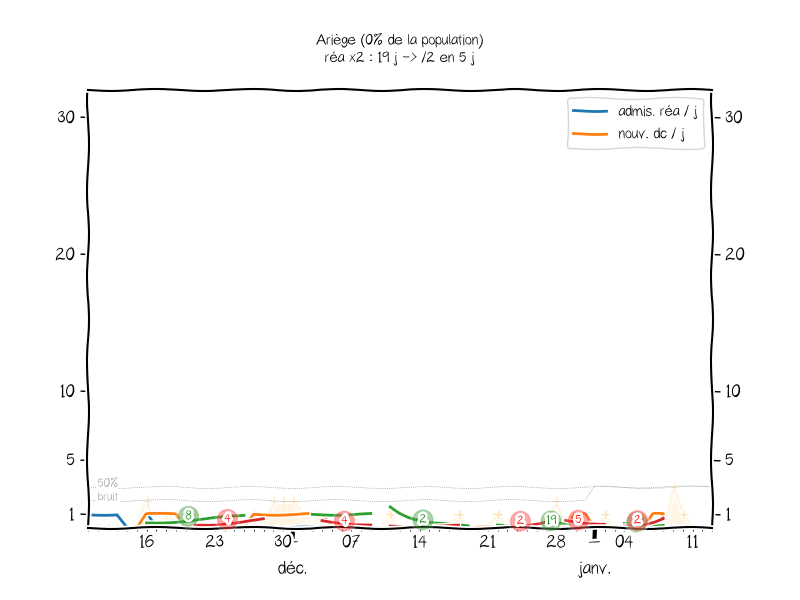 Ariège (0% de la population)
réa x2 : 19 j -> /2 en 5 j
admis. réa / j
nouv. dc / j
30 30
20 20
10 10
5 5
50%
bruit
1 1
8 4 4 2 2 19 5 2
16 23 30 07 14 21 28 04 11
déc. janv.